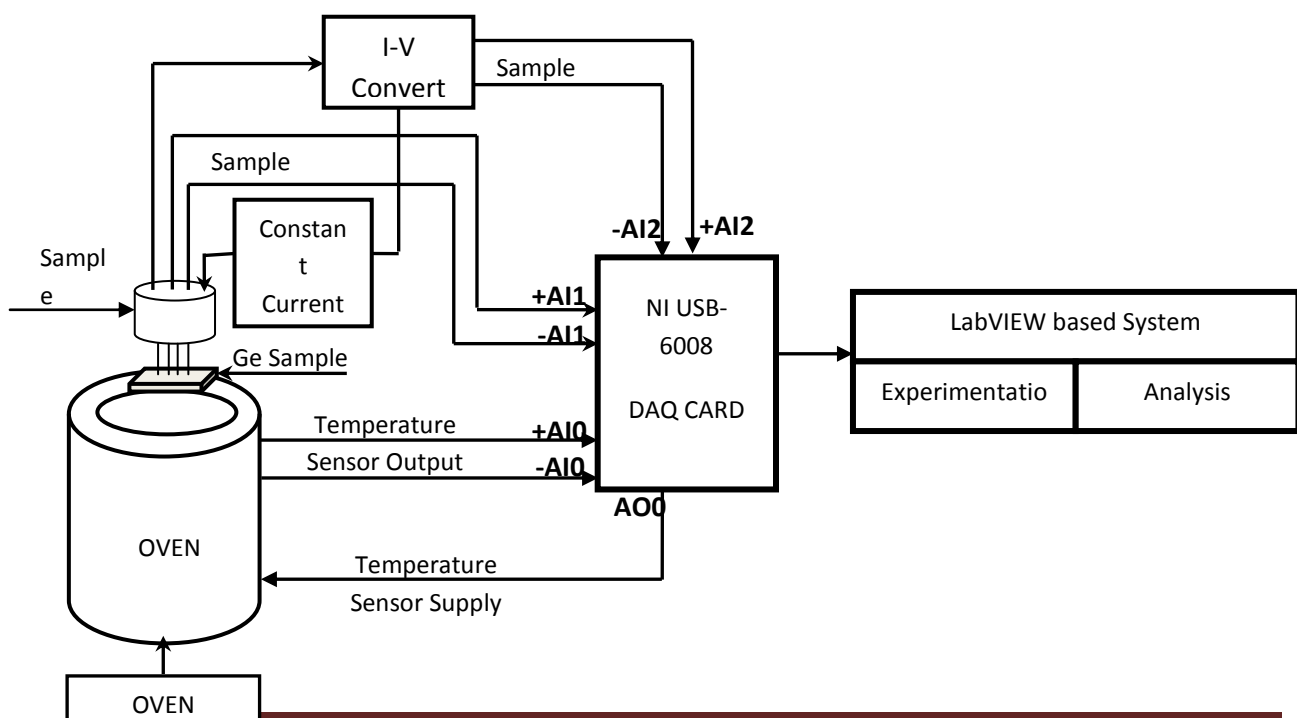 I-V
Convert
Sample
Sample
Constan
t
Current
-AI2
+AI2
Sampl
e
+AI1
-AI1
NI USB-
6008
DAQ CARD
LabVIEW based System
Experimentatio
Analysis
Ge Sample
Temperature
+AI0
Sensor Output
-AI0
AO0
OVEN
Temperature
Sensor Supply
OVEN